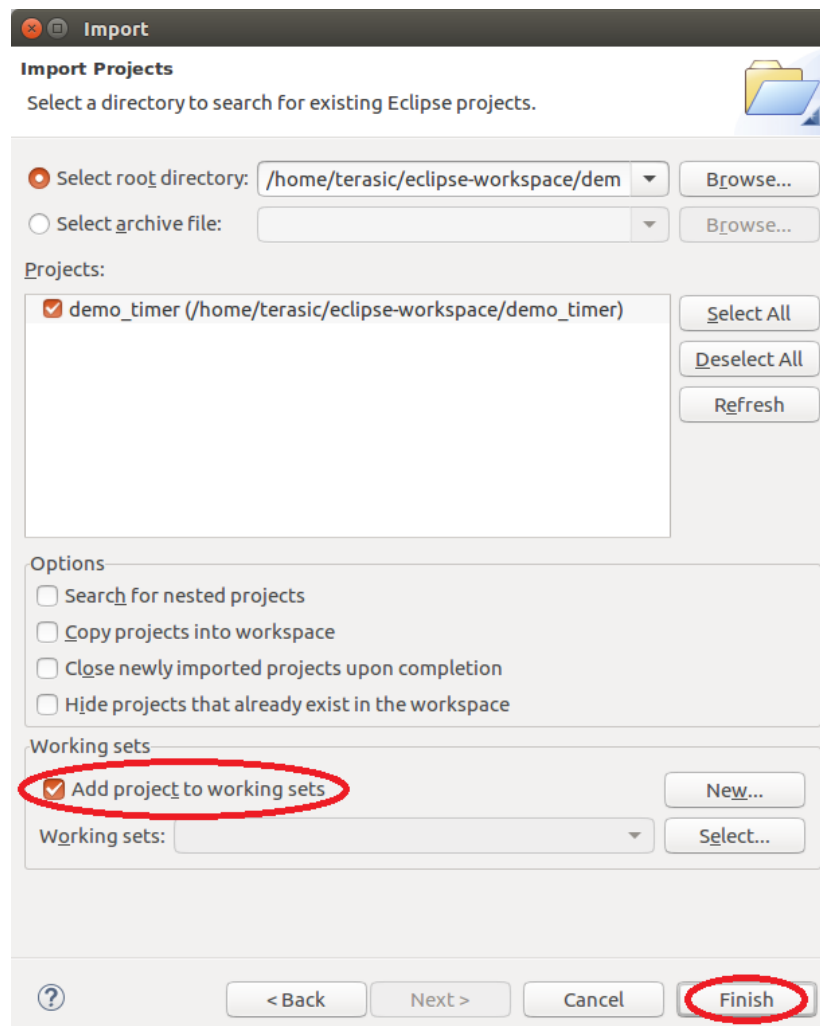 Import
Import Projects
Select a directory to search for existing Eclipse projects.
Select root directory: /home/terasic/eclipse-workspace/dem Browse...
Select archive file: Browse...
Projects:
demo_timer (/home/terasic/eclipse-workspace/demo_timer)
Select All
Deselect All
Refresh
Options
Search for nested projects
Copy projects into workspace
Close newly imported projects upon completion
Hide projects that already exist in the workspace
Working sets
Add project to working sets New...
Working sets: Select...
? < Back Next > Cancel Finish